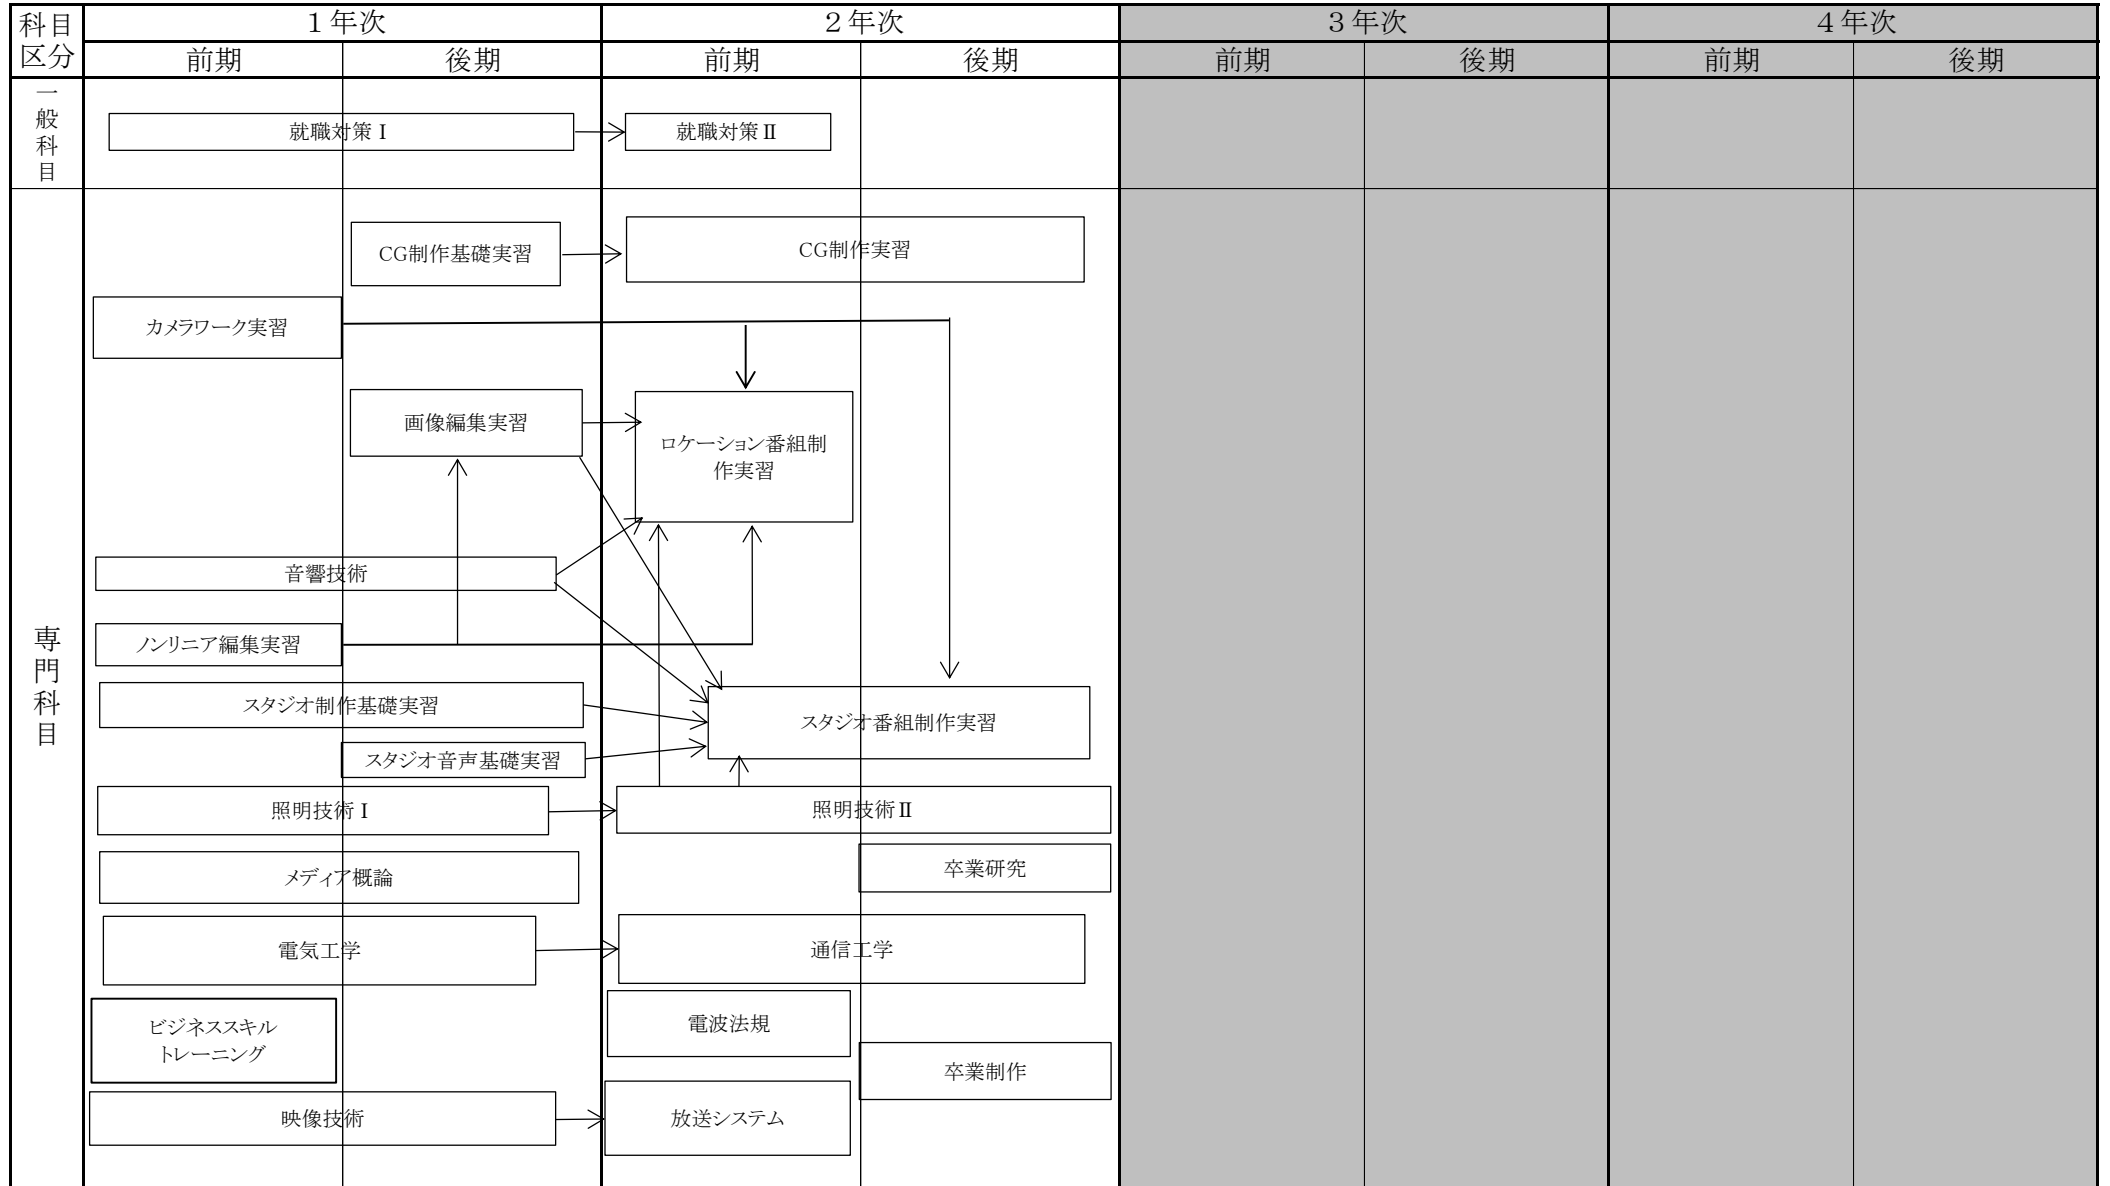 科目
区分
１年次
２年次
３年次
４年次
前期
後期
前期
後期
前期
後期
前期
後期
一般科目
就職対策Ⅰ
就職対策Ⅱ
専門科目
CG制作基礎実習
CG制作実習
カメラワーク実習
画像編集実習
ロケーション番組制
作実習
音響技術
ノンリニア編集実習
スタジオ制作基礎実習
スタジオ番組制作実習
スタジオ音声基礎実習
照明技術Ⅰ
照明技術Ⅱ
メディア概論
卒業研究
電気工学
通信工学
ビジネススキル
トレーニング
電波法規
卒業制作
映像技術
放送システム